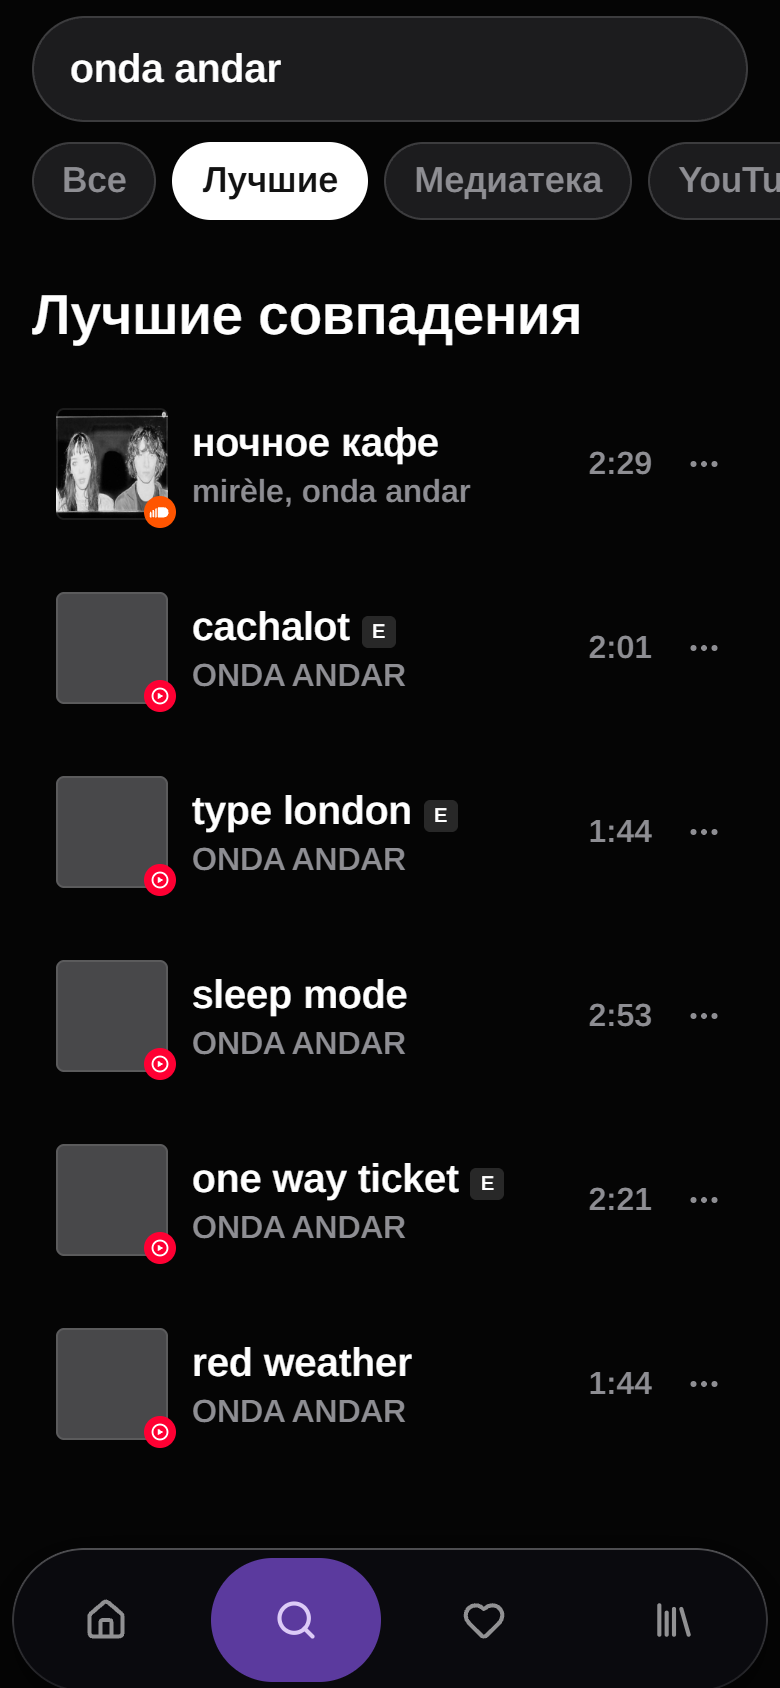 onda andar
Все
Лучшие
Медиатека
YouTu
Лучшие совпадения
ночное кафе
mirèle, onda andar
2:29
cachalot E
ONDA ANDAR
2:01
type london E
ONDA ANDAR
1:44
sleep mode
ONDA ANDAR
2:53
one way ticket E
ONDA ANDAR
2:21
red weather
ONDA ANDAR
1:44